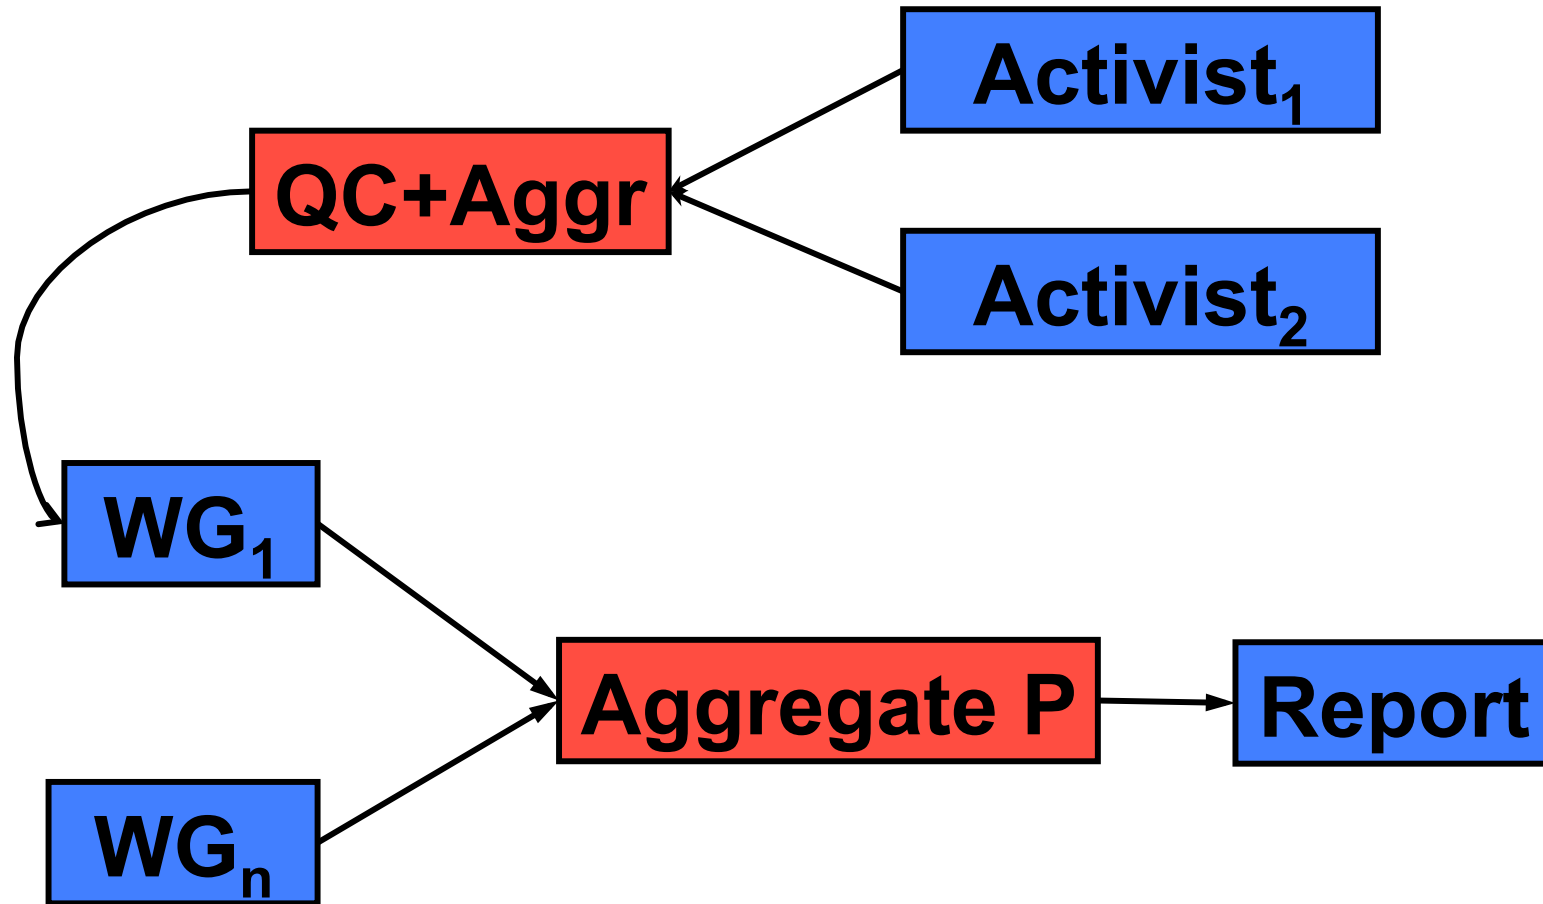 Activist₁
QC+Aggr
Activist₂
WG₁
Aggregate P
Report
WGₙ